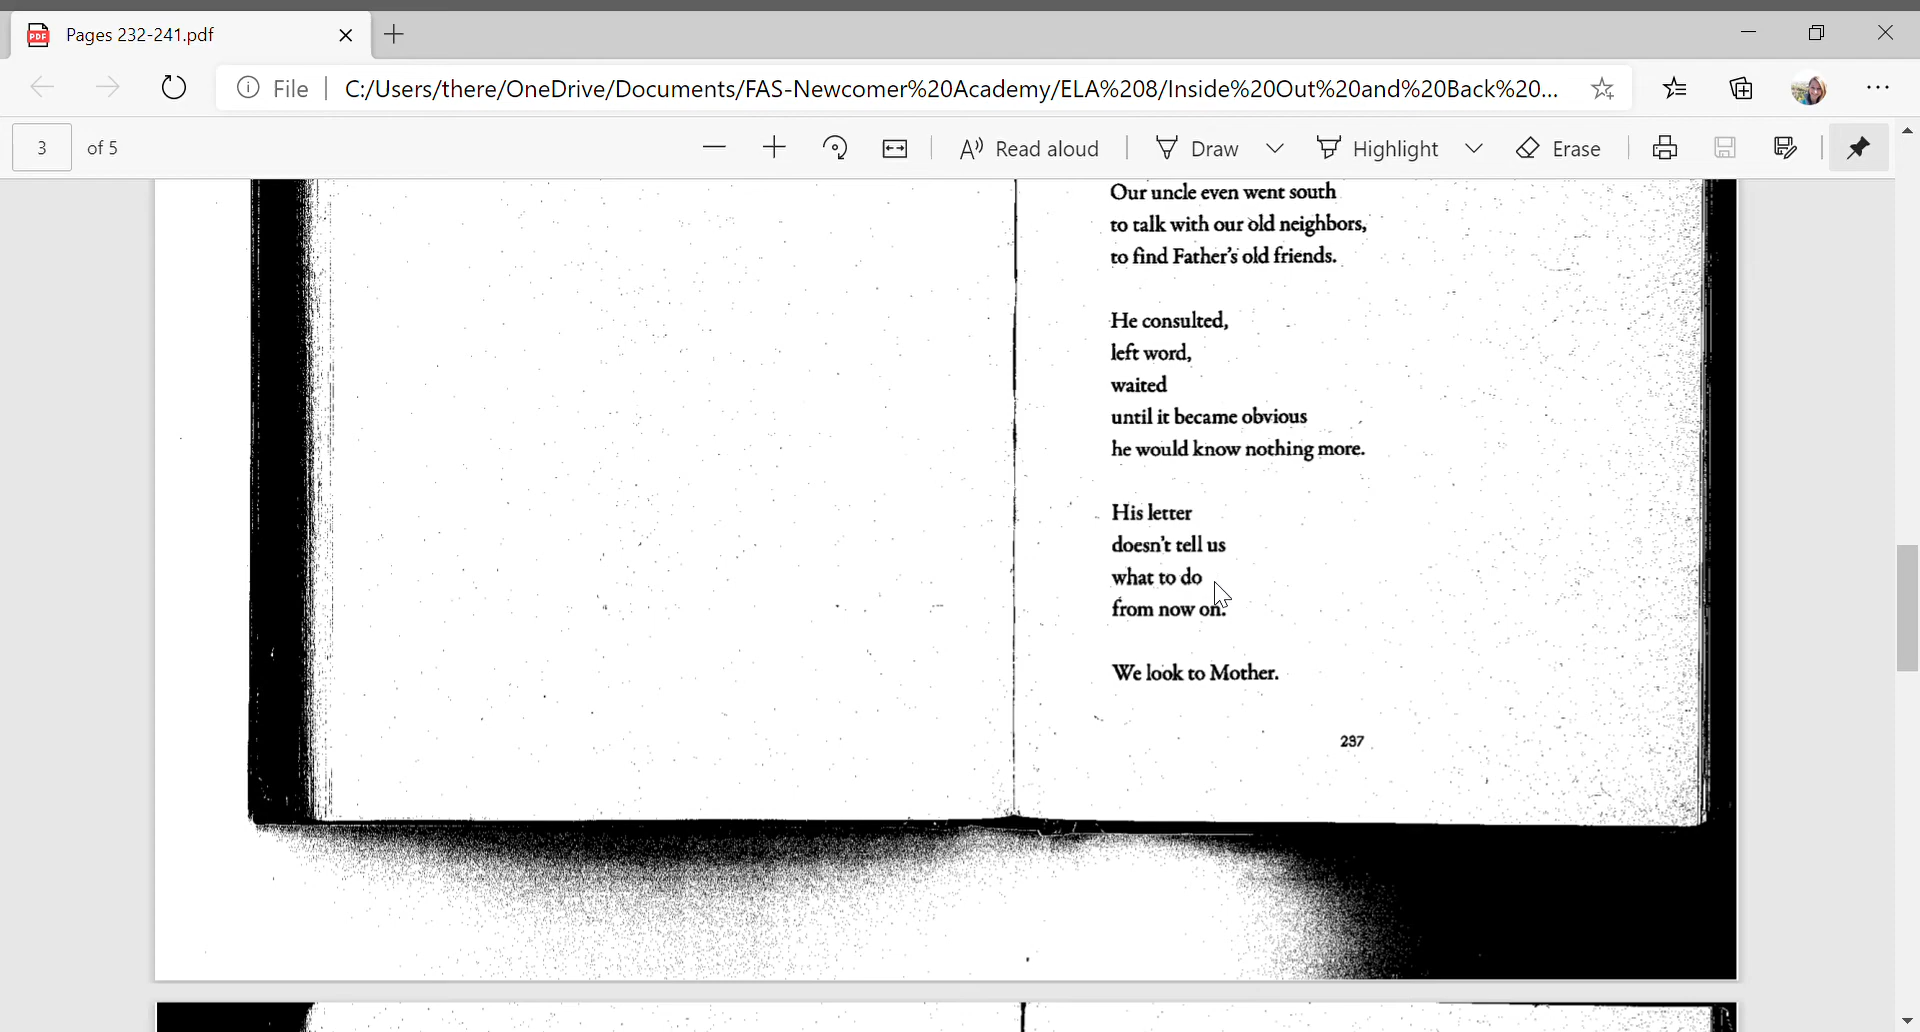 Pages 232-241.pdf
File
C:/Users/there/OneDrive/Documents/FAS-Newcomer%20Academy/ELA%208/Inside%20Out%20and%20Back%20...
3 of 5
Read aloud
Draw
Highlight
Erase
Our uncle even went south
to talk with our old neighbors,
to find Father's old friends.
He consulted,
left word,
waited
until it became obvious
he would know nothing more.
His letter
doesn't tell us
what to do
from now on.
We look to Mother.
237